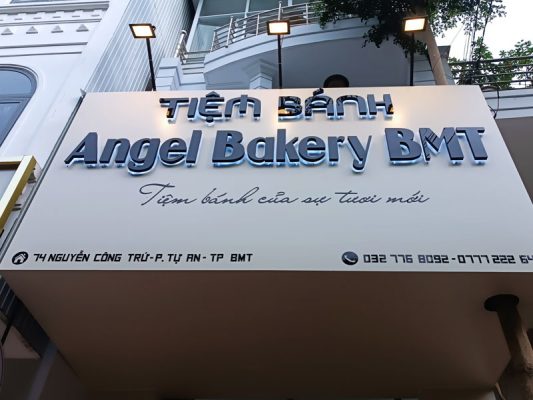 TIỆM BÁNH
Angel Bakery BMT
Tiệm bánh của sự tươi mới
74 NGUYỄN CÔNG TRỨ - P. TỰ AN - TP BMT
032 776 8092 - 0777 222 64